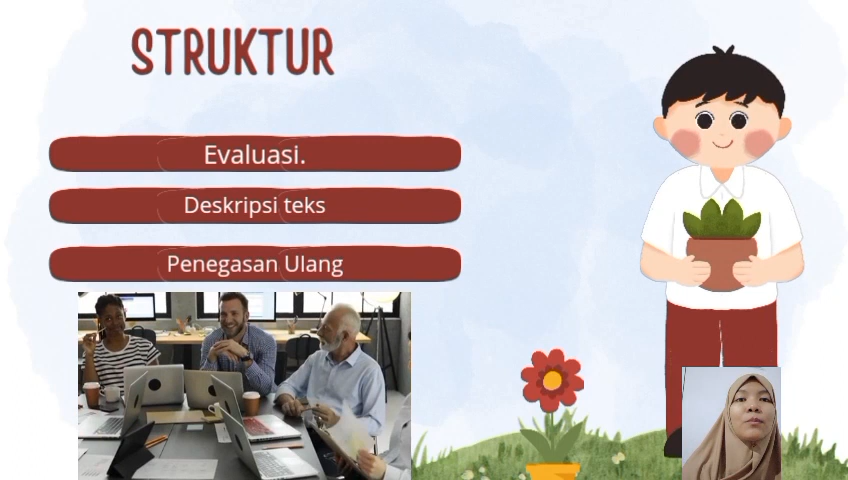 STRUKTUR
Evaluasi.
Deskripsi teks
Penegasan Ulang